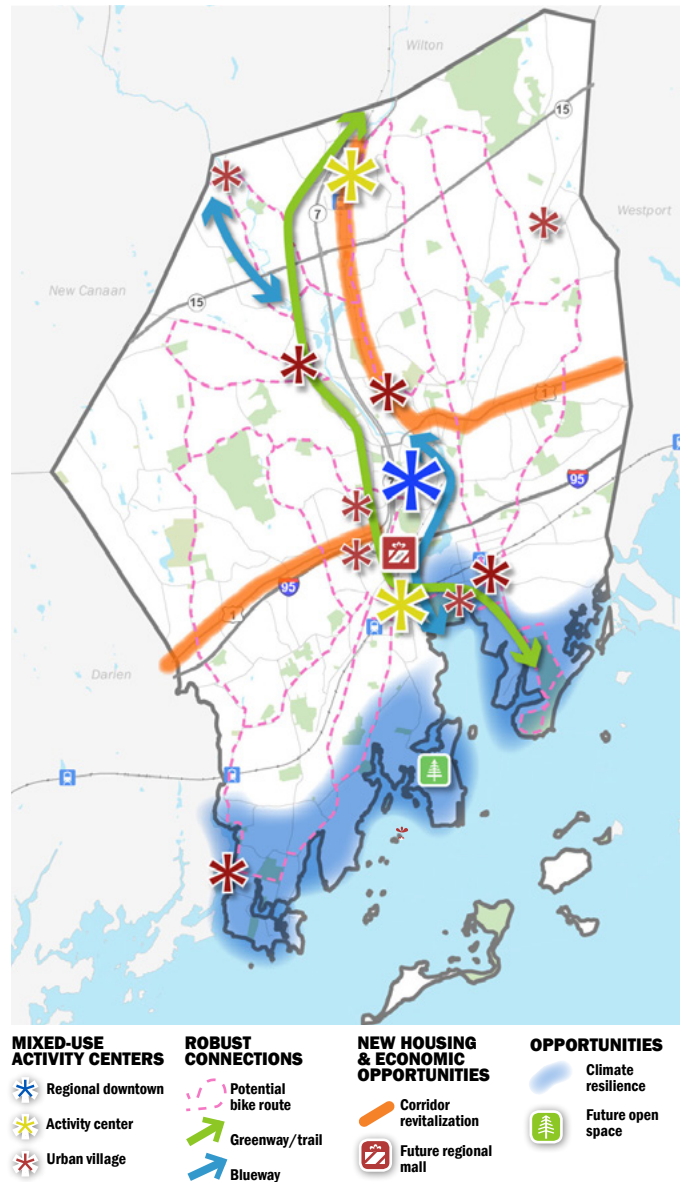 Wilton
15
Westport
7
New Canaan
15
1
7
95
95
1
Darien
MIXED-USE
ACTIVITY CENTERS
Regional downtown
Activity center
Urban village
ROBUST
CONNECTIONS
Potential
bike route
Greenway/trail
Blueway
NEW HOUSING
& ECONOMIC
OPPORTUNITIES
Corridor
revitalization
Future regional
mall
OPPORTUNITIES
Climate
resilience
Future open
space